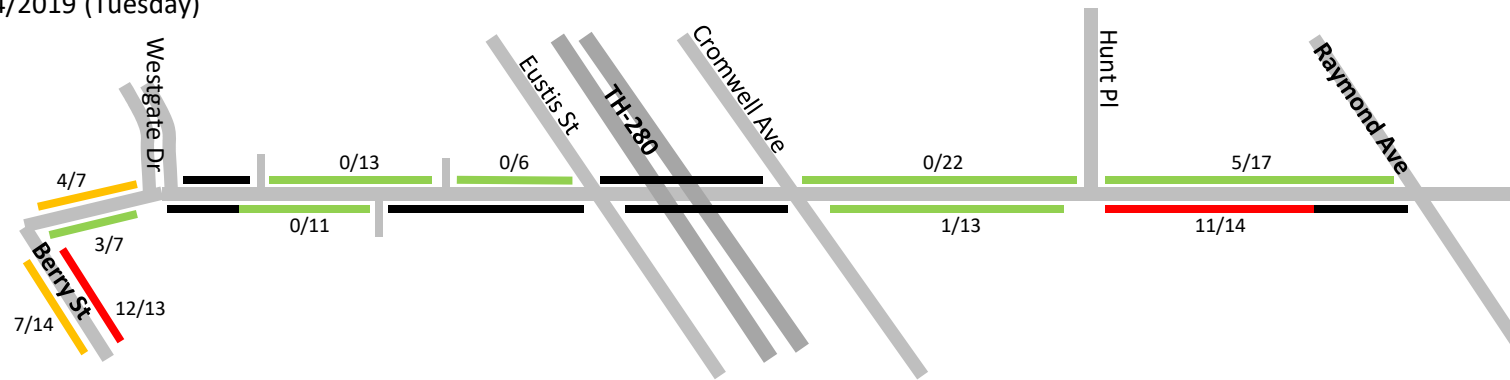 4/2019 (Tuesday)
Westgate Dr
Eustis St
TH-280
Cromwell Ave
Hunt Pl
Raymond Ave
4/7
0/13
0/6
0/22
5/17
3/7
0/11
1/13
11/14
Berry St
7/14
12/13